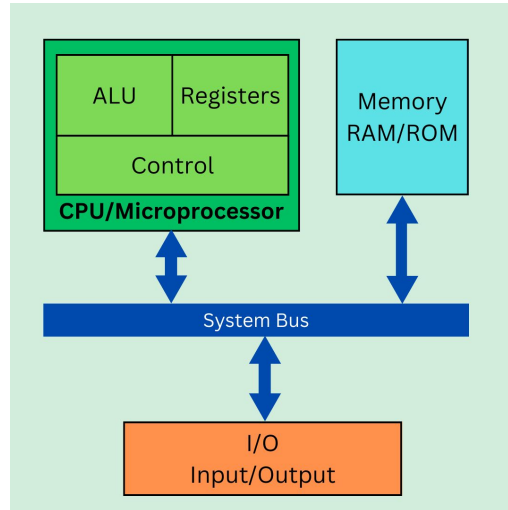 ALU
Registers
Control
CPU/Microprocessor
Memory
RAM/ROM
System Bus
I/O
Input/Output